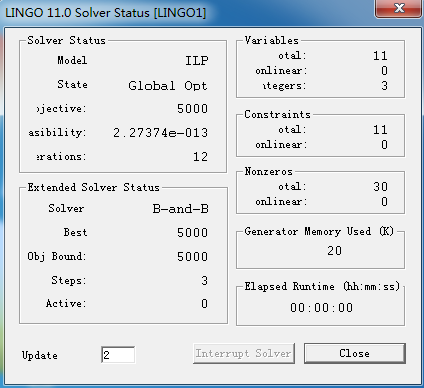 LINGO 11.0 Solver Status [LINGO1]
Solver Status
Model ILP
State Global Opt
ojective: 5000
asibility: 2.27374e-013
erations: 12
Extended Solver Status
Solver B-and-B
Best 5000
Obj Bound: 5000
Steps: 3
Active: 0
Variables
otal: 11
onlinear: 0
ntegers: 3
Constraints
otal: 11
onlinear: 0
Nonzeros
otal: 30
onlinear: 0
Generator Memory Used (K)
20
Elapsed Runtime (hh:mm:ss)
00:00:00
Update 2
Interrupt Solver
Close